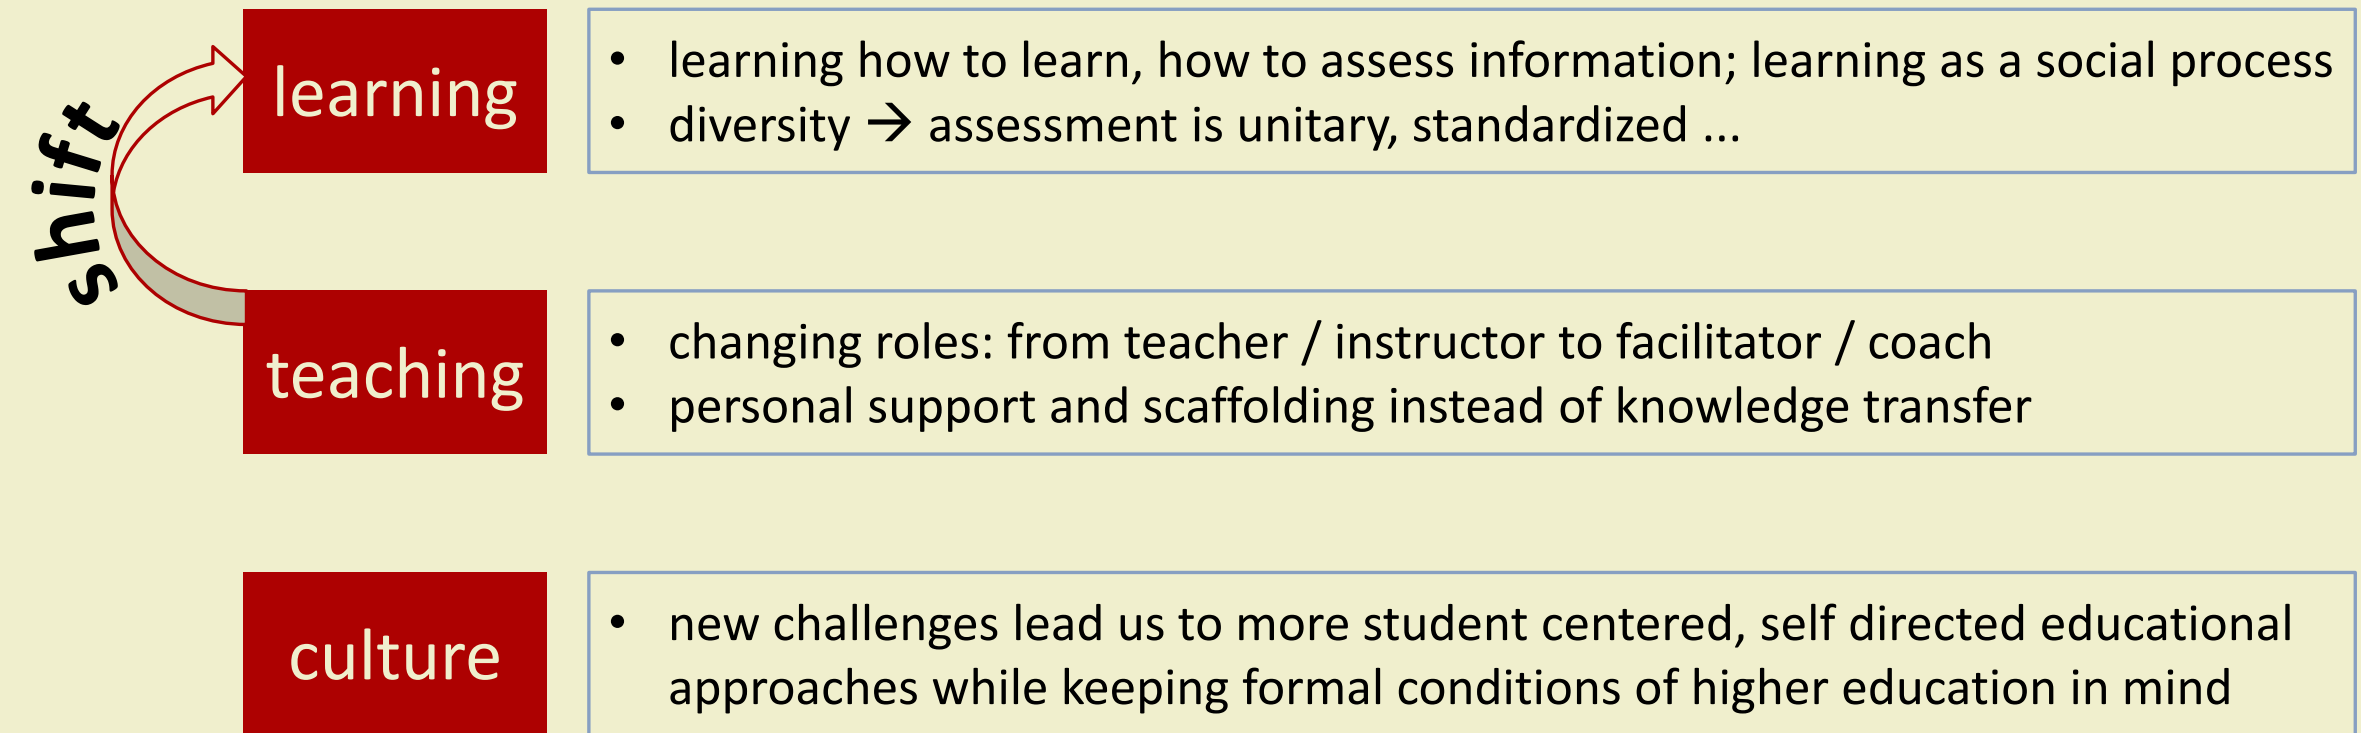 shift
learning
• learning how to learn, how to assess information; learning as a social process
• diversity → assessment is unitary, standardized ...
teaching
• changing roles: from teacher / instructor to facilitator / coach
• personal support and scaffolding instead of knowledge transfer
culture
• new challenges lead us to more student centered, self directed educational
approaches while keeping formal conditions of higher education in mind